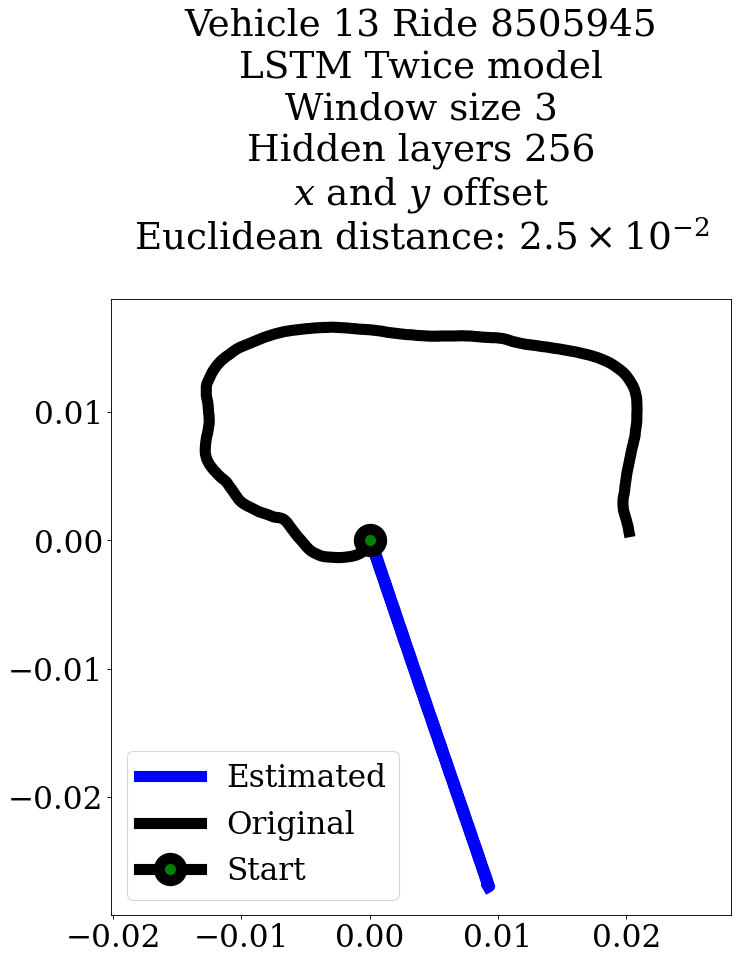 Vehicle 13 Ride 8505945
LSTM Twice model
Window size 3
Hidden layers 256
x and y offset
Euclidean distance: 2.5 × 10⁻²
0.01
0.00
−0.01
−0.02
Estimated
Original
Start
−0.02 −0.01 0.00 0.01 0.02